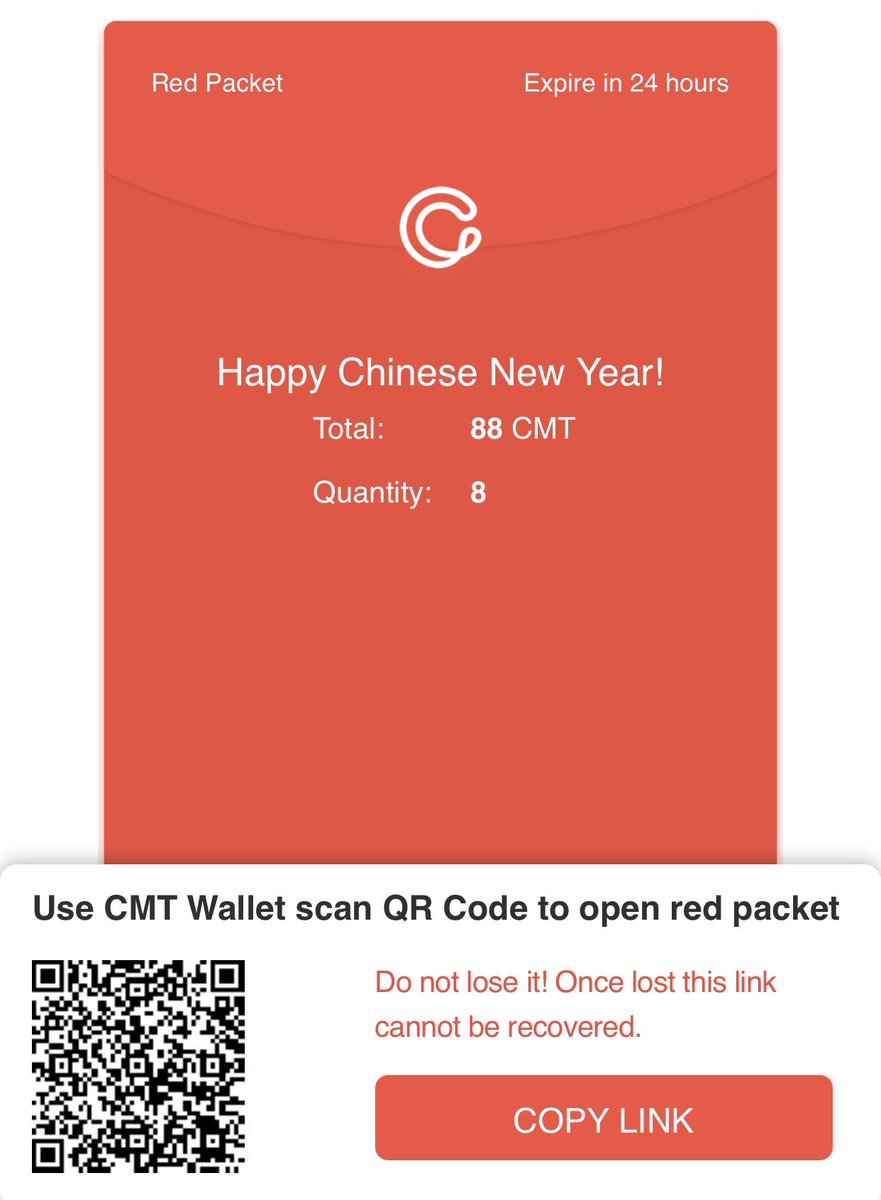 Red Packet
Expire in 24 hours
Happy Chinese New Year!
Total: 88 CMT
Quantity: 8
Use CMT Wallet scan QR Code to open red packet
Do not lose it! Once lost this link
cannot be recovered.
COPY LINK